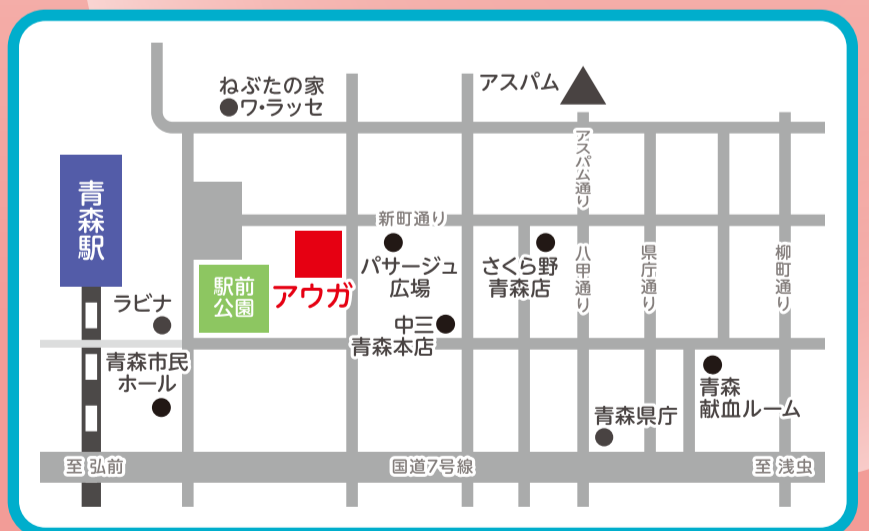 ねぶたの家
ワ・ラッセ
アスパム
アスパム通り
青森駅
新町通り
パサージュ
広場
さくら野
青森店
八甲通り
県庁通り
柳町通り
駅前
公園
アウガ
ラビナ
中三
青森本店
青森市民
ホール
青森
献血ルーム
青森県庁
至 弘前
国道7号線
至 浅虫